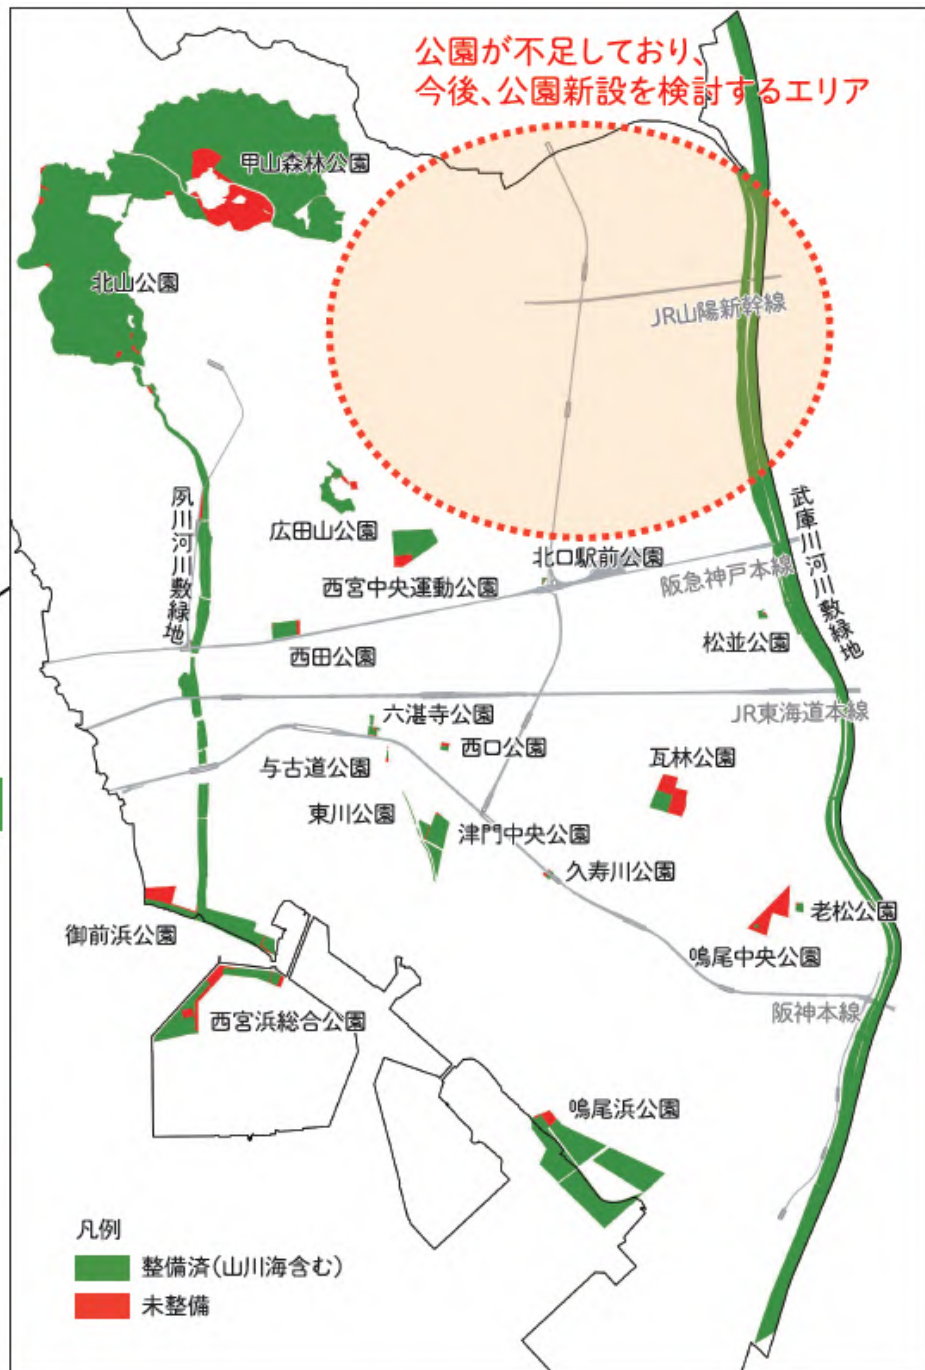 公園が不足しており、
今後、公園新設を検討するエリア
甲山森林公園
北山公園
JR山陽新幹線
夙川河川敷緑地
広田山公園
武庫川河川敷緑地
北口駅前公園
西宮中央運動公園
阪急神戸本線
松並公園
西田公園
JR東海道本線
六湛寺公園
西口公園
与古道公園
瓦林公園
東川公園
津門中央公園
久寿川公園
老松公園
御前浜公園
鳴尾中央公園
阪神本線
西宮浜総合公園
鳴尾浜公園
凡例
整備済(山川海含む)
未整備